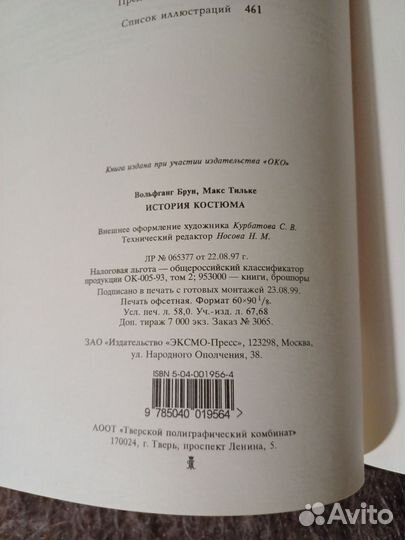 Список иллюстраций 461
Книга издана при участии издательства «ОКО»
Вольфганг Брун, Макс Тильке
ИСТОРИЯ КОСТЮМА
Внешнее оформление художника Курбатова С. В.
Технический редактор Носова Н. М.
ЛР № 065377 от 22.08.97 г.
Налоговая льгота — общероссийский классификатор
продукции ОК-005-93, том 2; 953000 — книги, брошюры
Подписано в печать с готовых монтажей 23.08.99.
Печать офсетная. Формат 60×90 1/8.
Усл. печ. л. 58,0. Уч.-изд. л. 67,68
Доп. тираж 7 000 экз. Заказ № 3065.
ЗАО «Издательство «ЭКСМО-Пресс», 123298, Москва,
ул. Народного Ополчения, 38.
ISBN 5-04-001956-4
9 785040 019564 >
АООТ «Тверской полиграфический комбинат»
170024, г. Тверь, проспект Ленина, 5.
Avito